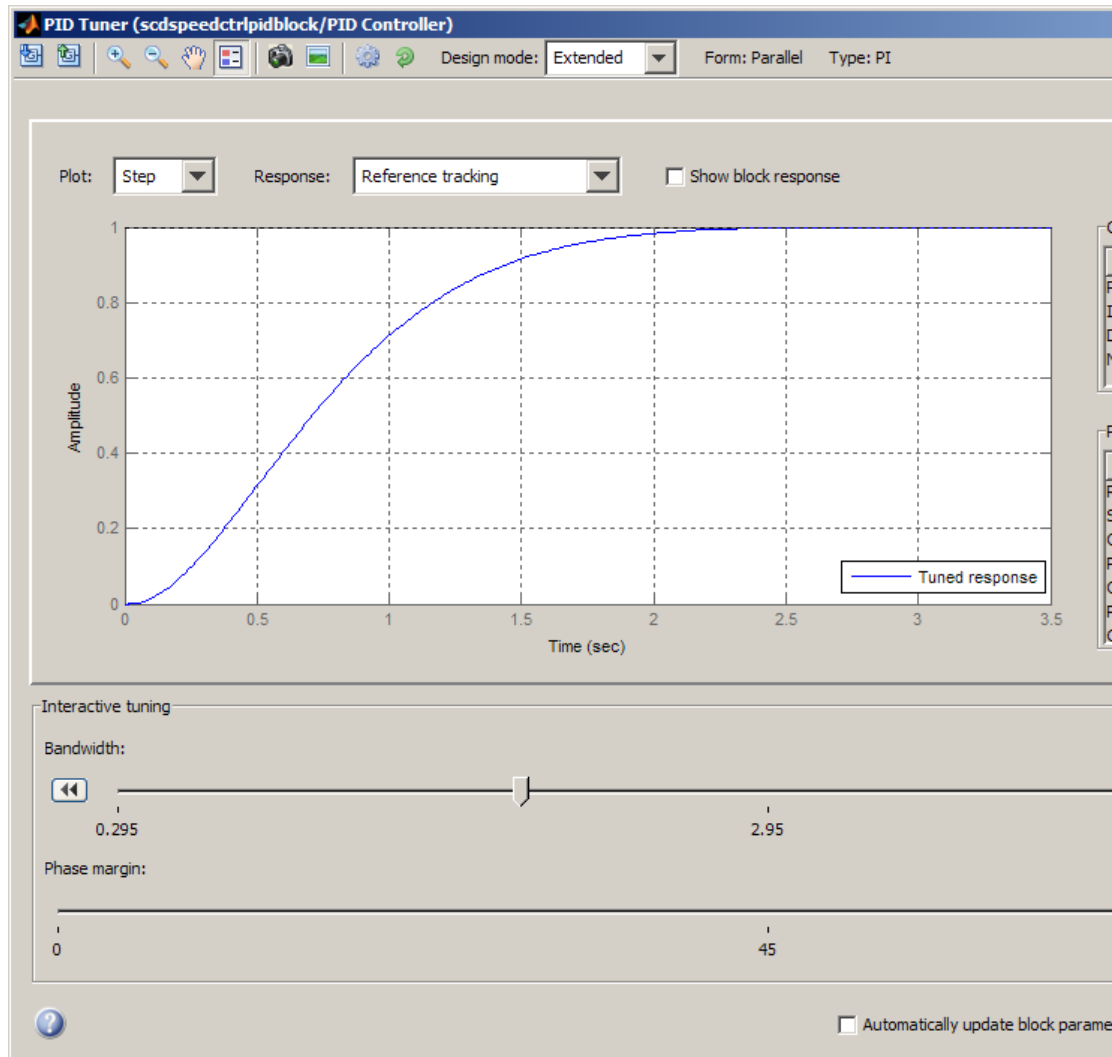 PID Tuner (scdspeedctrlpidblock/PID Controller)
Design mode: Extended Form: Parallel Type: PI
Plot: Step Response: Reference tracking Show block response
1
0.8
0.6
0.4
0.2
0
Amplitude
Tuned response
0 0.5 1 1.5 2 2.5 3 3.5
Time (sec)
Interactive tuning
Bandwidth:
0.295 2.95
Phase margin:
0 45
Automatically update block parame